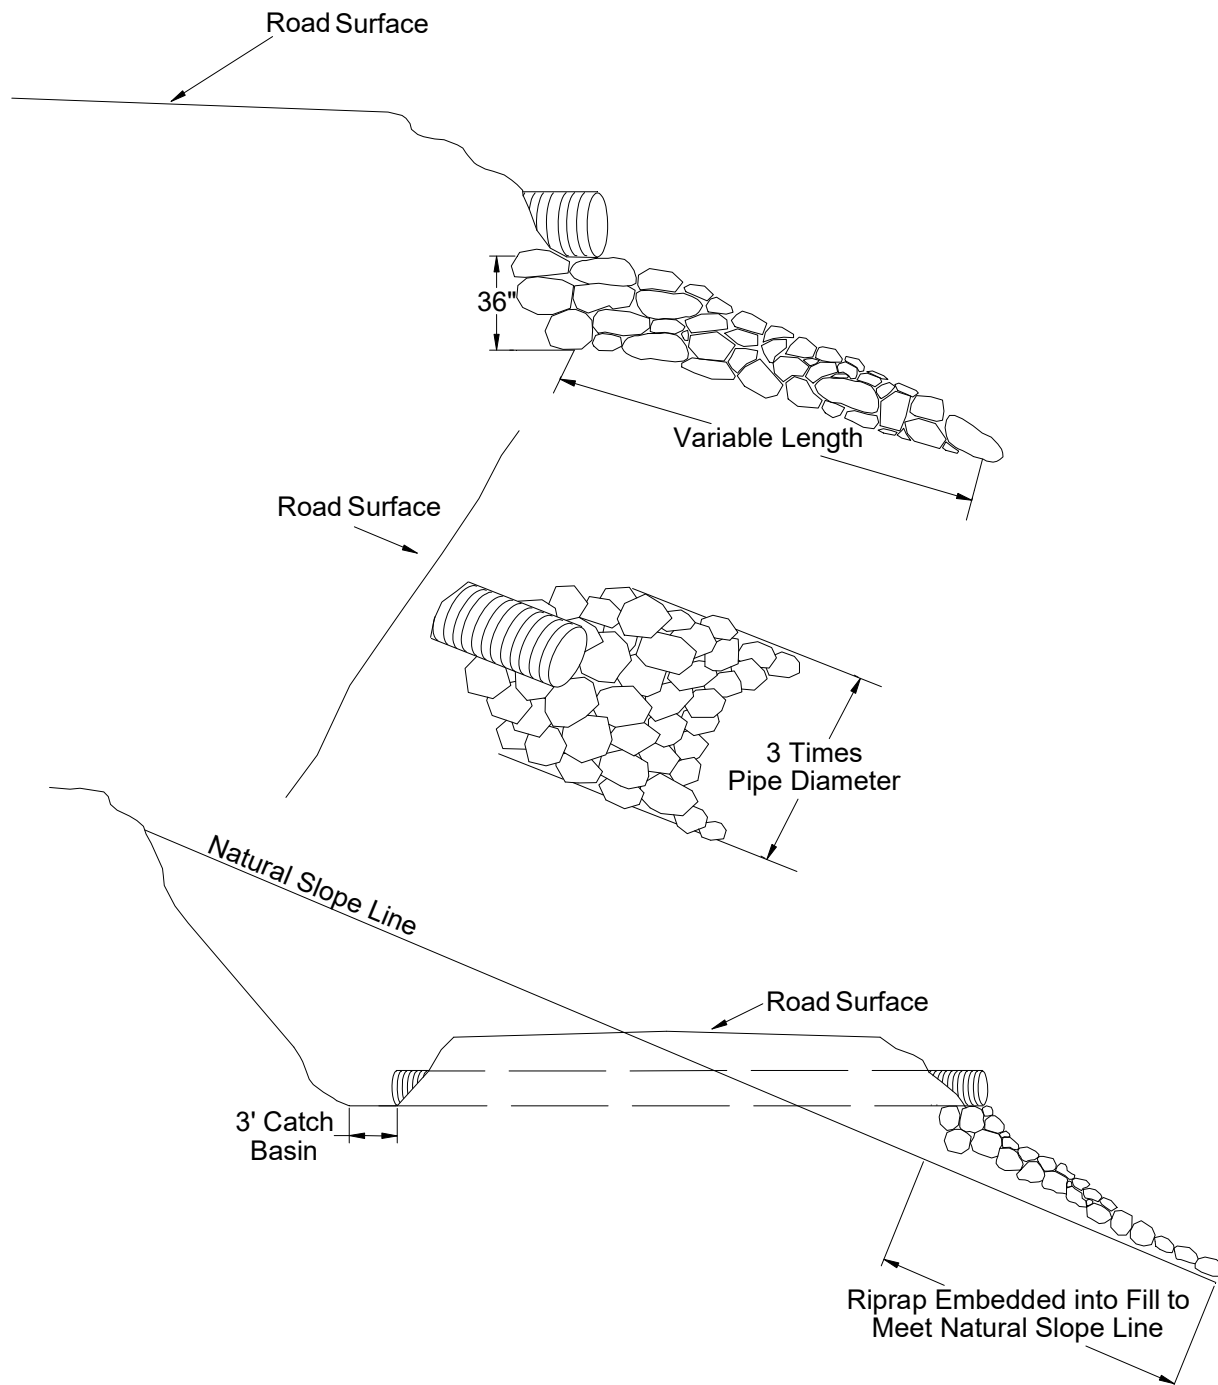 Road Surface
36"
Variable Length
Road Surface
3 Times
Pipe Diameter
Natural Slope Line
Road Surface
3' Catch
Basin
Riprap Embedded into Fill to
Meet Natural Slope Line